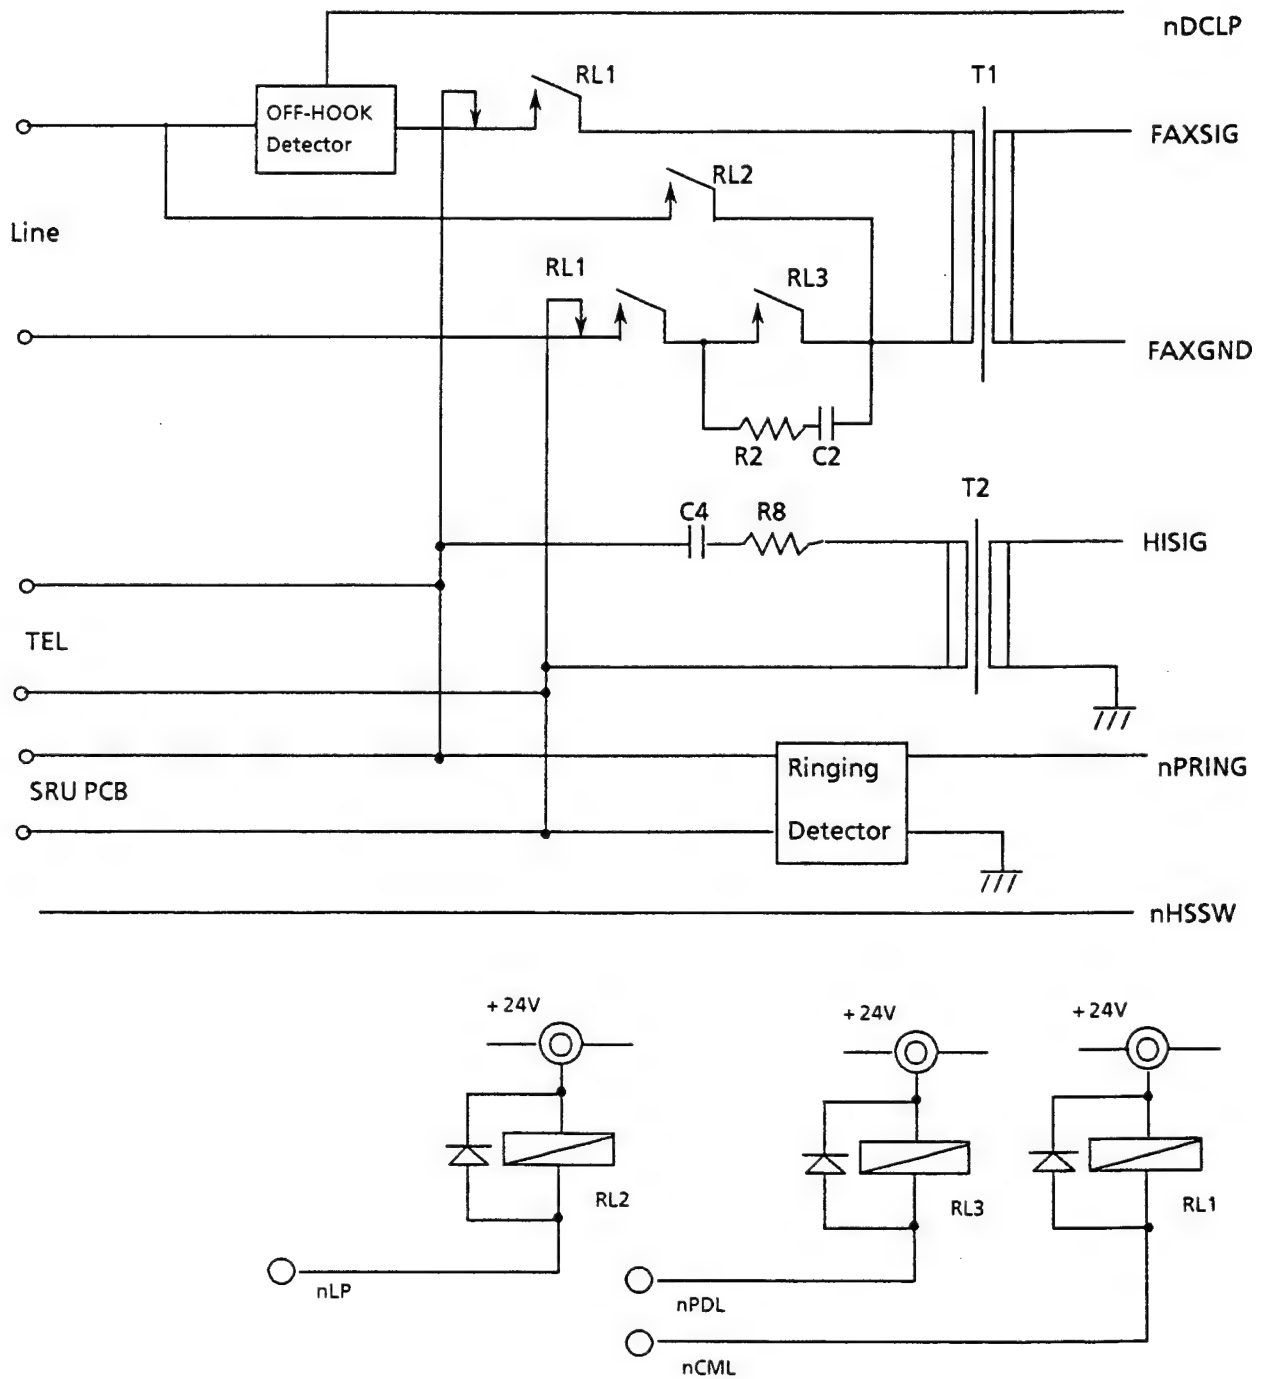 nDCLP
RL1
T1
OFF-HOOK
Detector
FAXSIG
RL2
Line
RL1
RL3
FAXGND
R2
C2
T2
C4
R8
HISIG
TEL
Ringing
Detector
nPRING
SRU PCB
nHSSW
+24V
+24V
+24V
RL2
RL3
RL1
nLP
nPDL
nCML